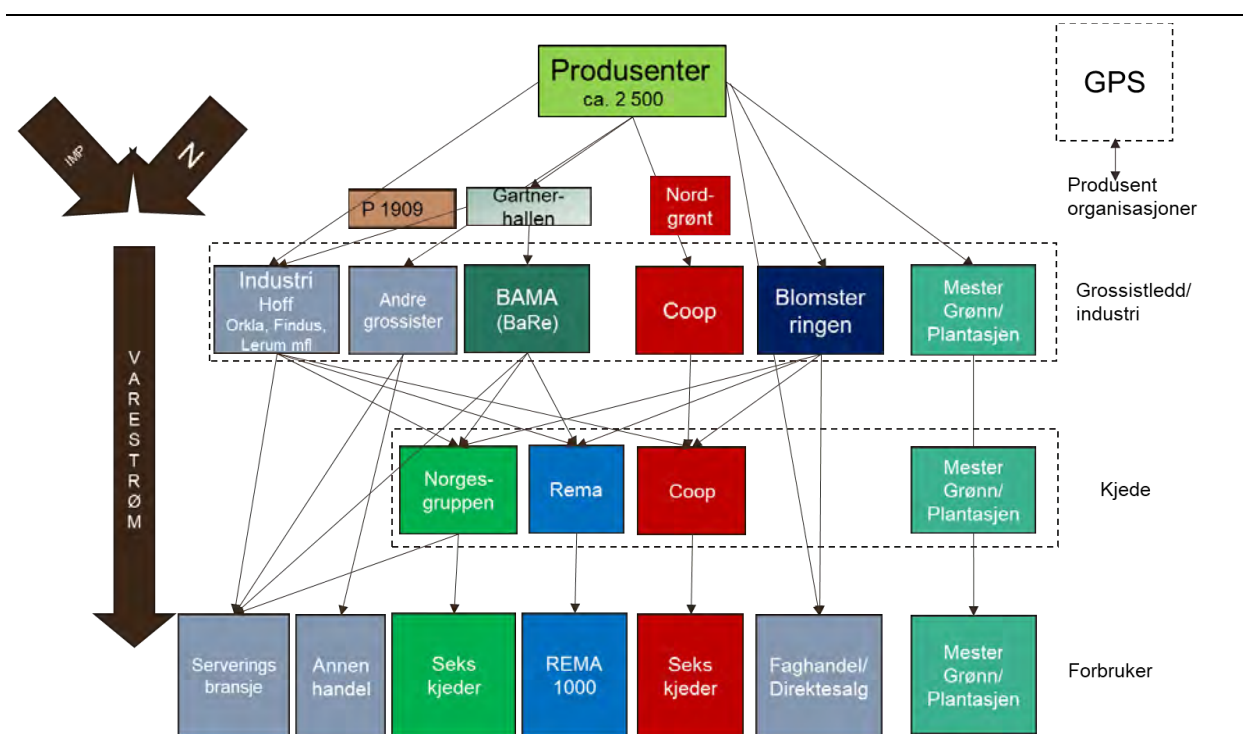 Produsenter
ca. 2 500
GPS
IMP
N
P 1909
Gartner-
hallen
Nord-
grønt
Produsent
organisasjoner
Industri
Hoff
Orkla, Findus,
Lerum mfl
Andre
grossister
BAMA
(BaRe)
Coop
Blomster
ringen
Mester
Grønn/
Plantasjen
Grossistledd/
industri
VARESTRØM
Norges-
gruppen
Rema
Coop
Mester
Grønn/
Plantasjen
Kjede
Serverings
bransje
Annen
handel
Seks
kjeder
REMA
1000
Seks
kjeder
Faghandel/
Direktesalg
Mester
Grønn/
Plantasjen
Forbruker